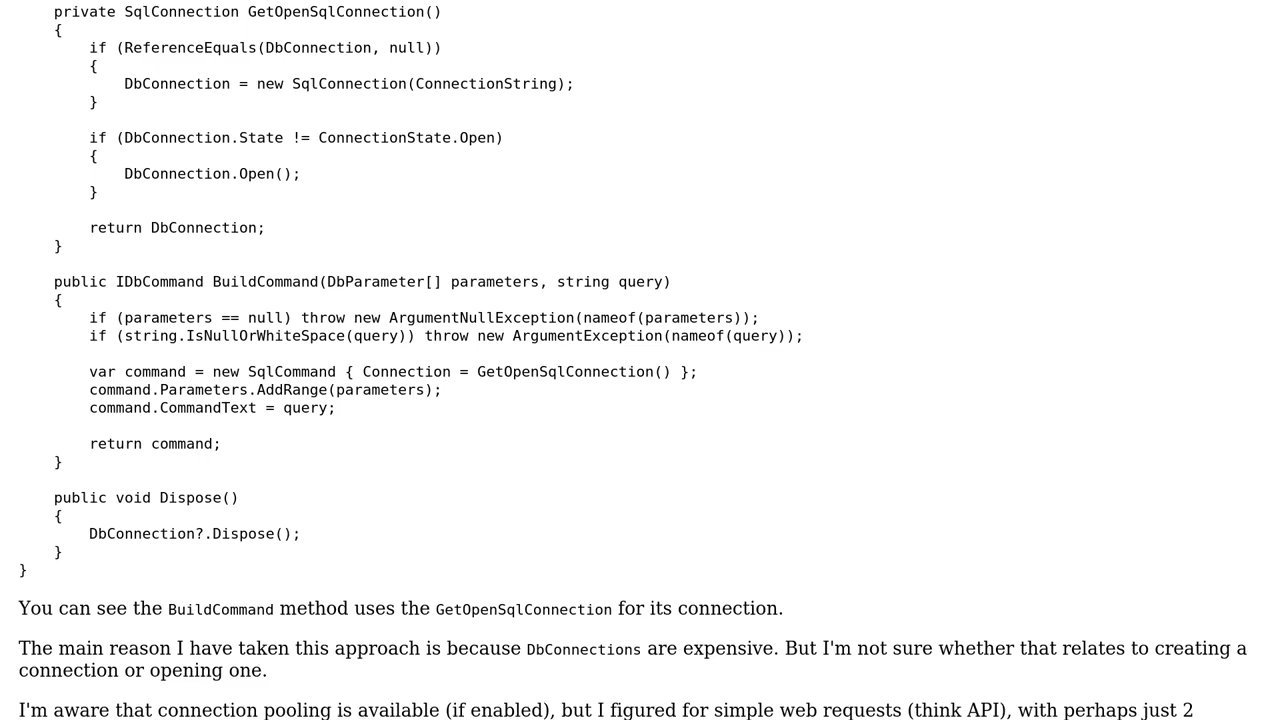 private SqlConnection GetOpenSqlConnection()
{
if (ReferenceEquals(DbConnection, null))
{
DbConnection = new SqlConnection(ConnectionString);
}
if (DbConnection.State != ConnectionState.Open)
{
DbConnection.Open();
}
return DbConnection;
}
public IDbCommand BuildCommand(DbParameter[] parameters, string query)
{
if (parameters == null) throw new ArgumentNullException(nameof(parameters));
if (string.IsNullOrWhiteSpace(query)) throw new ArgumentException(nameof(query));
var command = new SqlCommand { Connection = GetOpenSqlConnection() };
command.Parameters.AddRange(parameters);
command.CommandText = query;
return command;
}
public void Dispose()
{
DbConnection?.Dispose();
}
}
You can see the BuildCommand method uses the GetOpenSqlConnection for its connection.
The main reason I have taken this approach is because DbConnections are expensive. But I'm not sure whether that relates to creating a
connection or opening one.
I'm aware that connection pooling is available (if enabled), but I figured for simple web requests (think API), with perhaps just 2